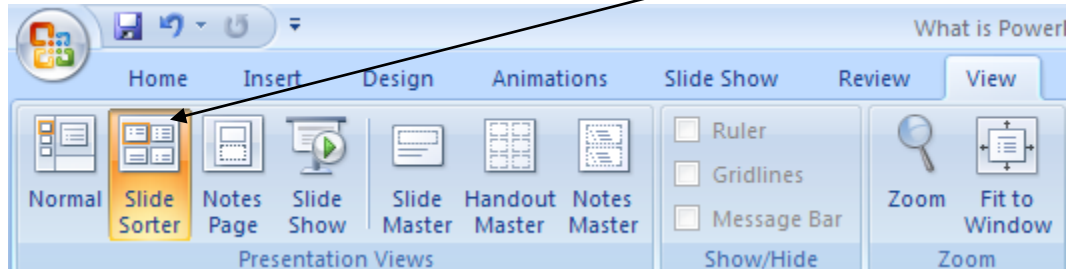 What is Power
Home Insert Design Animations Slide Show Review View
Normal Slide Sorter Notes Page Slide Show Slide Master Handout Master Notes Master
Ruler
Gridlines
Message Bar
Zoom Fit to Window
Presentation Views Show/Hide Zoom